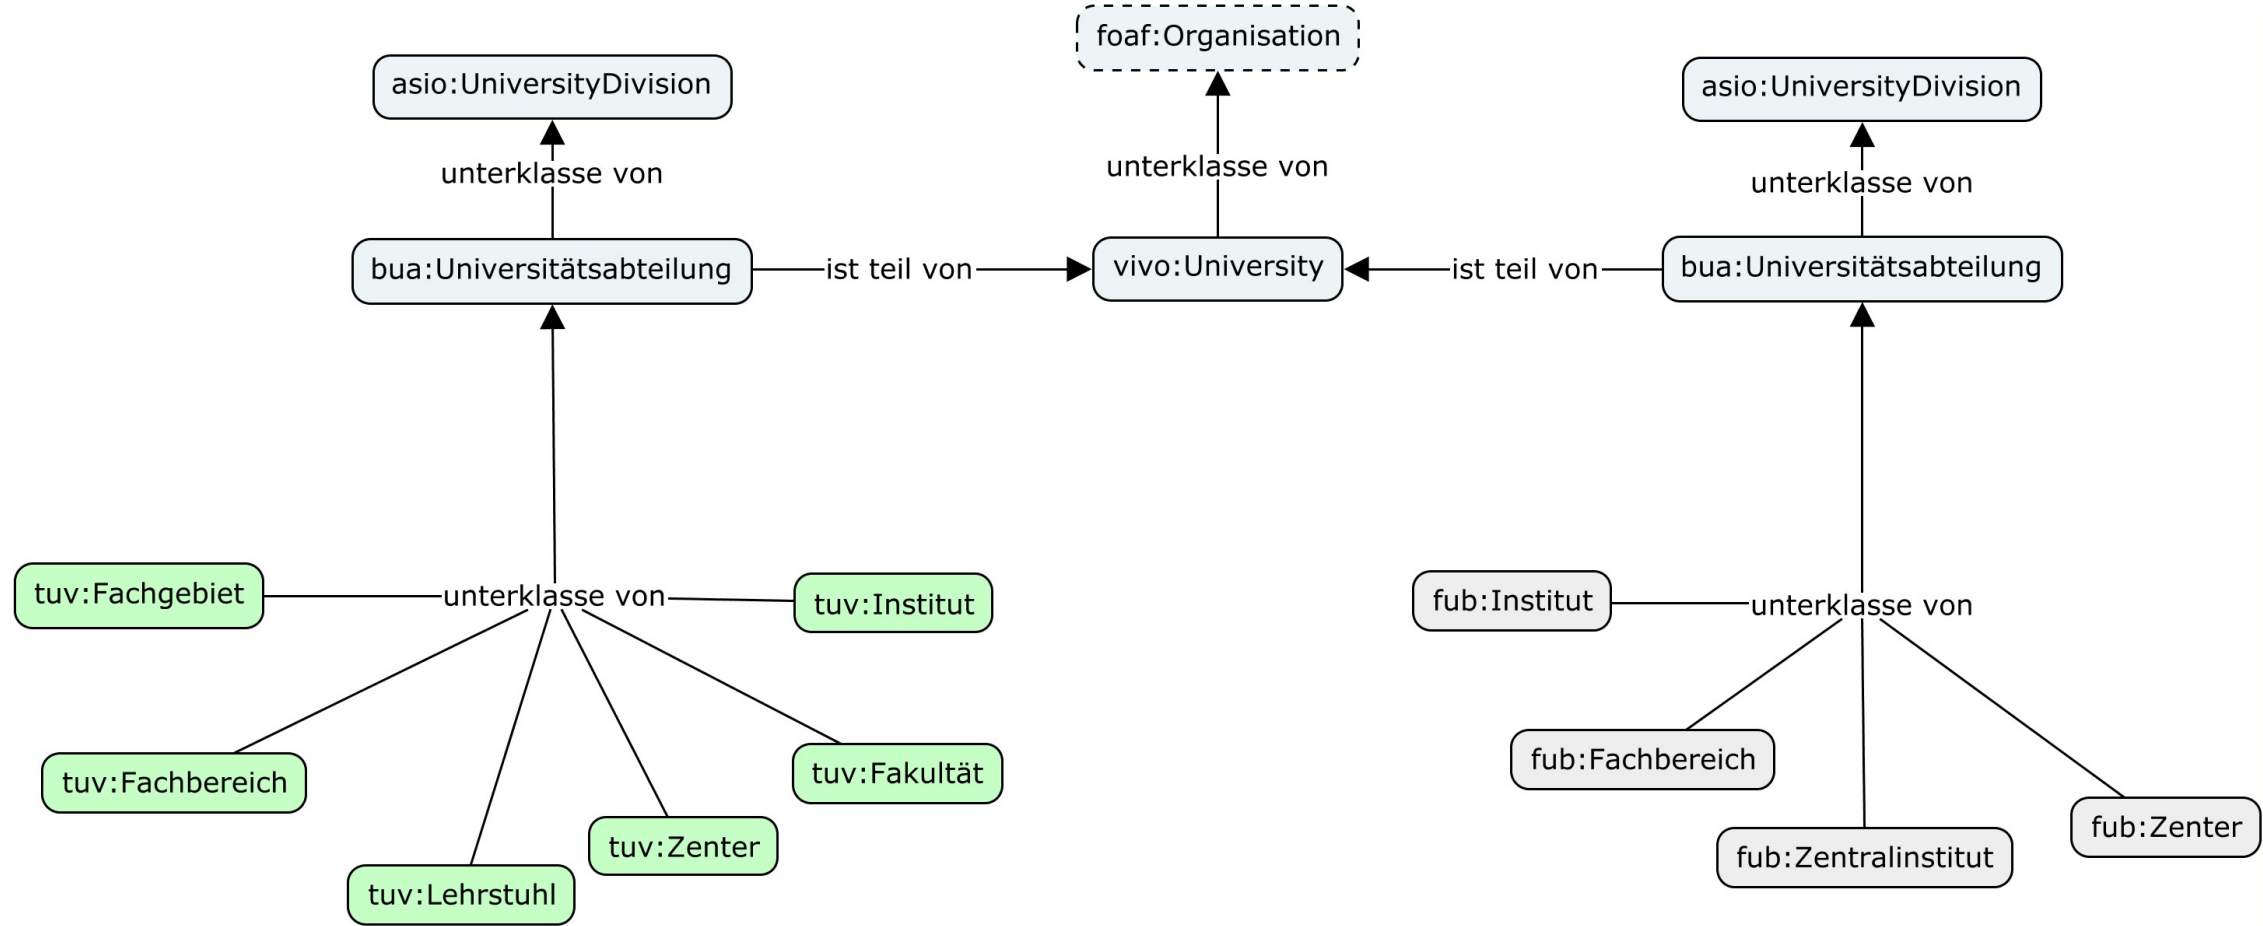 foaf:Organisation
asio:UniversityDivision
asio:UniversityDivision
unterklasse von
unterklasse von
unterklasse von
bua:Universitätsabteilung
ist teil von
vivo:University
ist teil von
bua:Universitätsabteilung
tuv:Fachgebiet
unterklasse von
tuv:Institut
fub:Institut
unterklasse von
tuv:Fachbereich
tuv:Fakultät
fub:Fachbereich
tuv:Zenter
fub:Zenter
tuv:Lehrstuhl
fub:Zentralinstitut